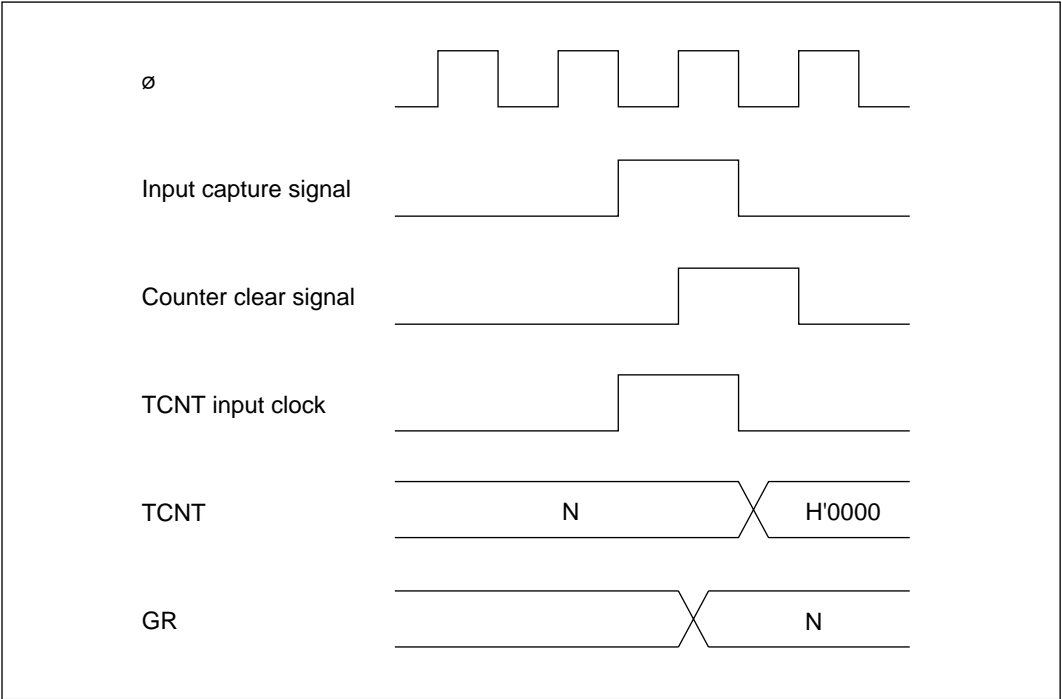 ø
Input capture signal
Counter clear signal
TCNT input clock
TCNT N H'0000
GR N